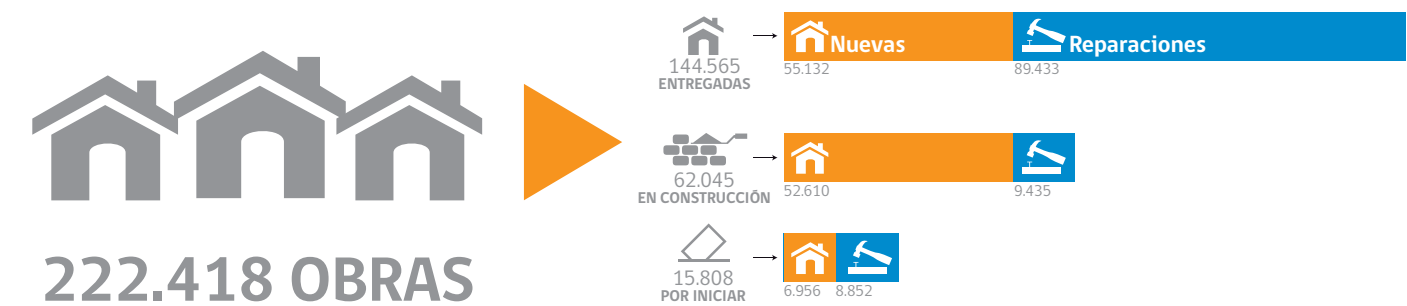 222.418 OBRAS
144.565
ENTREGADAS
Nuevas
Reparaciones
55.132
89.433
62.045
EN CONSTRUCCIÓN
52.610
9.435
15.808
POR INICIAR
6.956
8.852